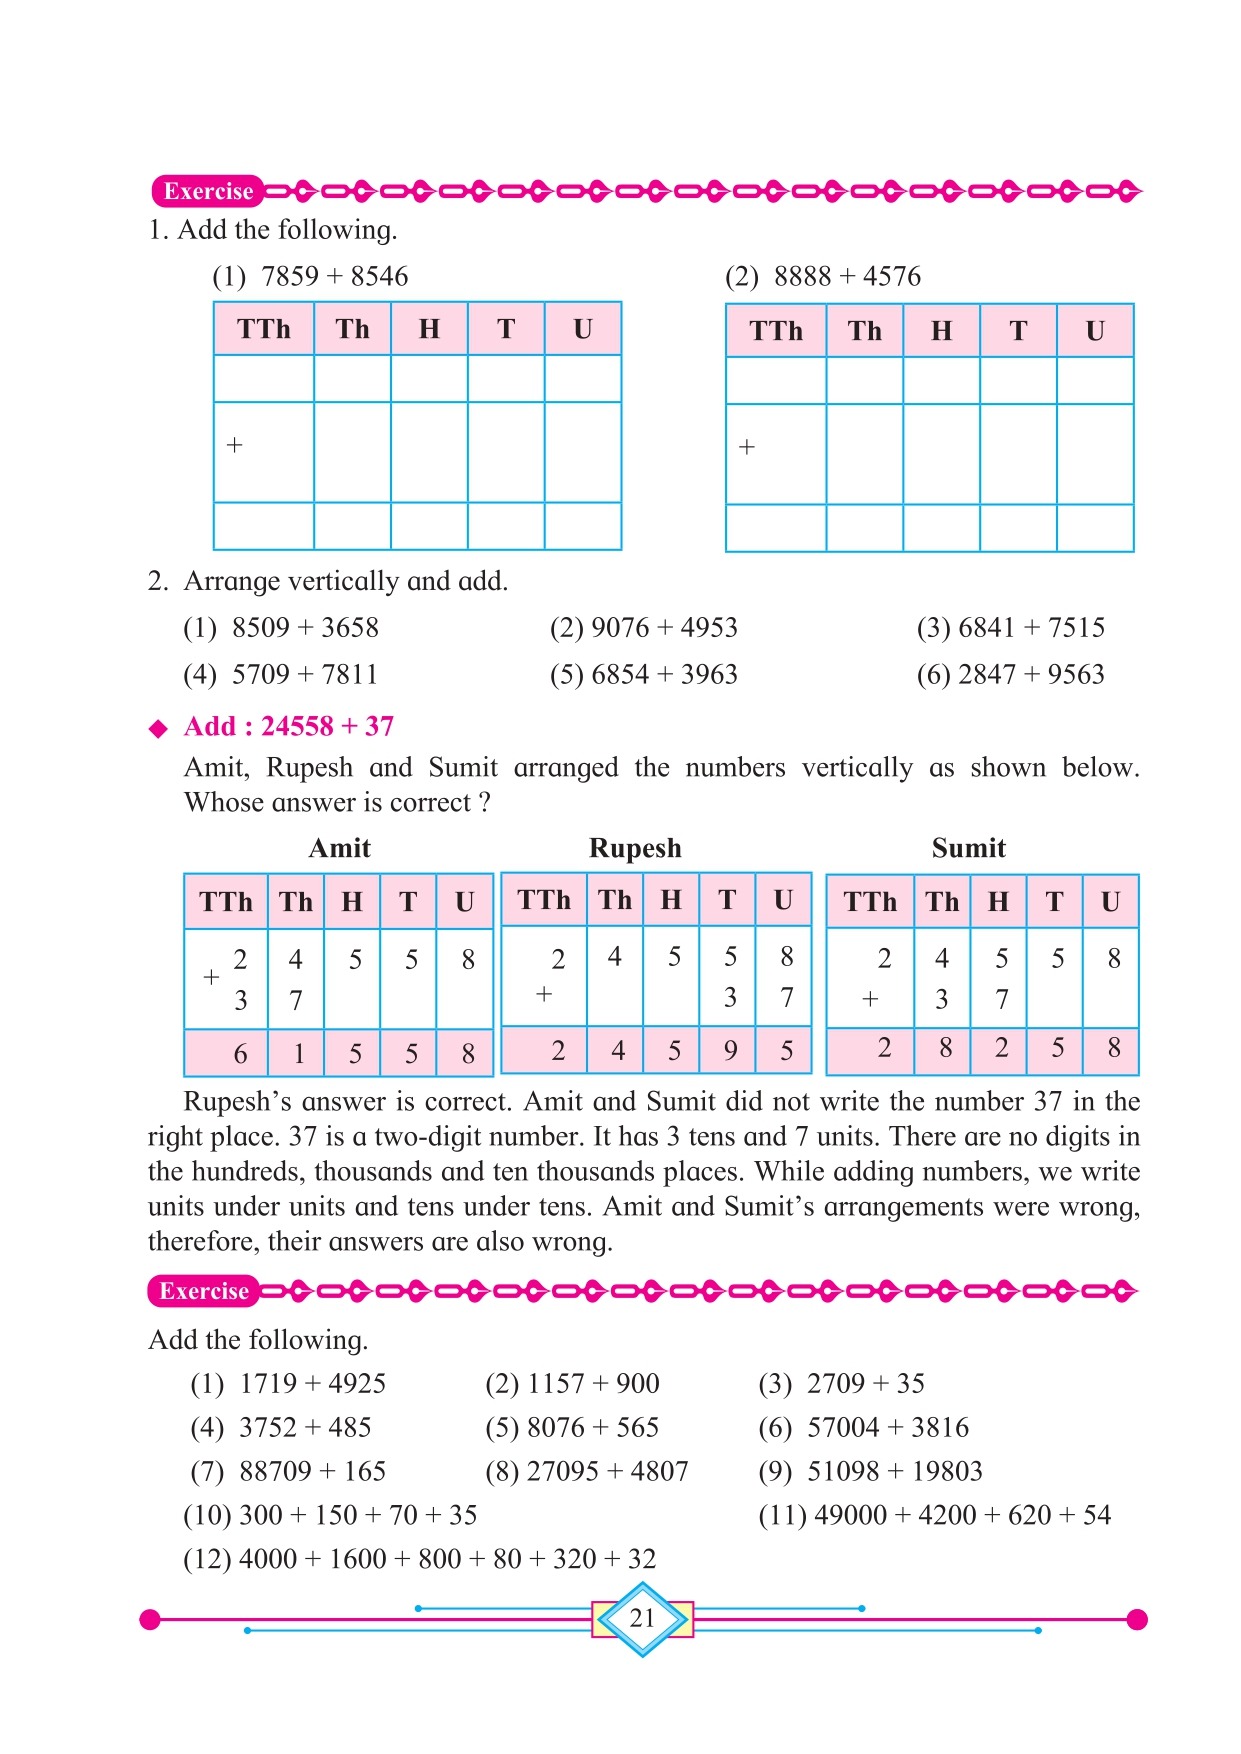 Exercise
1. Add the following.
(1) 7859 + 8546 (2) 8888 + 4576
TTh Th H T U TTh Th H T U
+ +
2. Arrange vertically and add.
(1) 8509 + 3658 (2) 9076 + 4953 (3) 6841 + 7515
(4) 5709 + 7811 (5) 6854 + 3963 (6) 2847 + 9563
◆ Add : 24558 + 37
Amit, Rupesh and Sumit arranged the numbers vertically as shown below.
Whose answer is correct ?
Amit Rupesh Sumit
TTh Th H T U TTh Th H T U TTh Th H T U
2 4 5 5 8 2 4 5 5 8 2 4 5 5 8
+ 3 7 + 3 7 + 3 7
6 1 5 5 8 2 4 5 9 5 2 8 2 5 8
Rupesh’s answer is correct. Amit and Sumit did not write the number 37 in the
right place. 37 is a two-digit number. It has 3 tens and 7 units. There are no digits in
the hundreds, thousands and ten thousands places. While adding numbers, we write
units under units and tens under tens. Amit and Sumit’s arrangements were wrong,
therefore, their answers are also wrong.
Exercise
Add the following.
(1) 1719 + 4925 (2) 1157 + 900 (3) 2709 + 35
(4) 3752 + 485 (5) 8076 + 565 (6) 57004 + 3816
(7) 88709 + 165 (8) 27095 + 4807 (9) 51098 + 19803
(10) 300 + 150 + 70 + 35 (11) 49000 + 4200 + 620 + 54
(12) 4000 + 1600 + 800 + 80 + 320 + 32
21